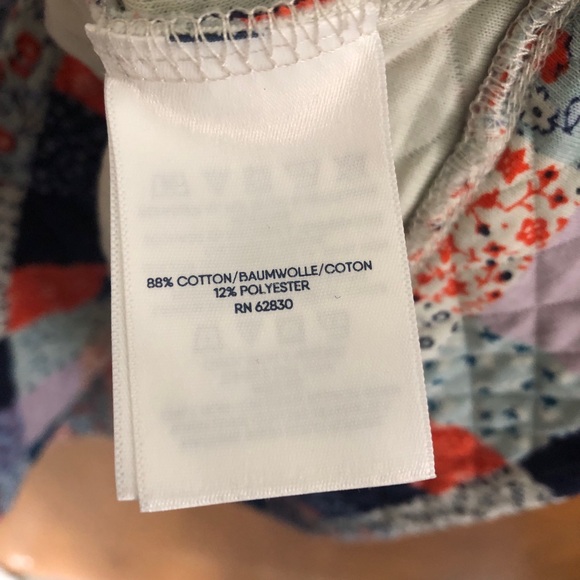 88% COTTON/BAUMWOLLE/COTON
12% POLYESTER
RN 62830